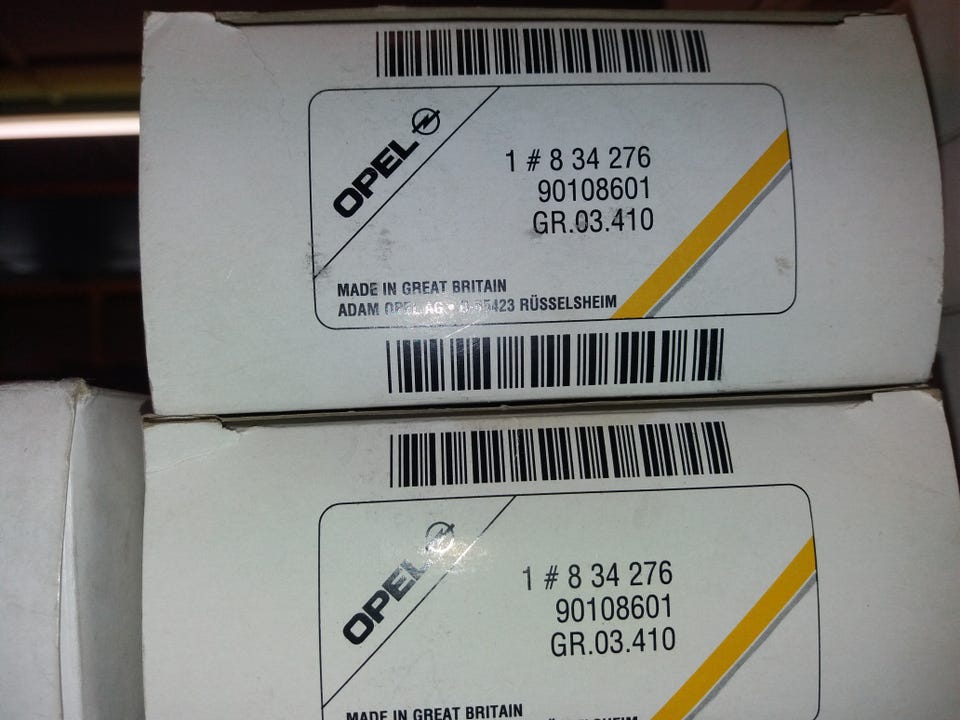 OPEL
1 # 8 34 276
90108601
GR.03.410
MADE IN GREAT BRITAIN
ADAM OPEL AG • D-65423 RÜSSELSHEIM
OPEL
1 # 8 34 276
90108601
GR.03.410
MADE IN GREAT BRITAIN